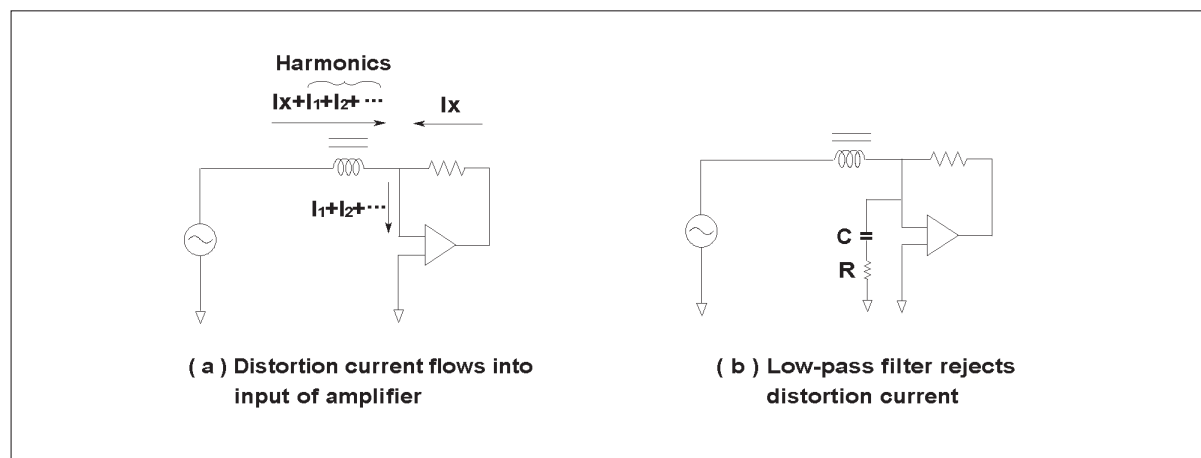 Harmonics
Ix+I1+I2+ ···
Ix
I1+I2+ ···
( a ) Distortion current flows into
input of amplifier
C
R
( b ) Low-pass filter rejects
distortion current